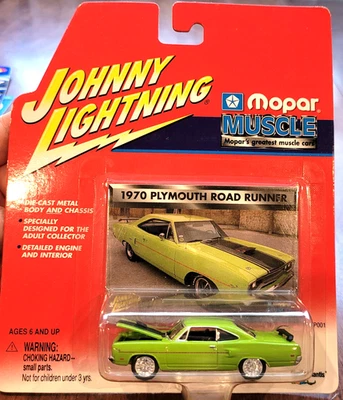 JOHNNY
LIGHTNING®
Mopar
MUSCLE
Mopar's greatest muscle cars
1970 PLYMOUTH ROAD RUNNER
DIE-CAST METAL
BODY AND CHASSIS
• SPECIALLY
DESIGNED FOR THE
ADULT COLLECTOR
• DETAILED ENGINE
AND INTERIOR
AGES 6 AND UP
WARNING:
CHOKING HAZARD–
small parts.
Not for children under 3 yrs.